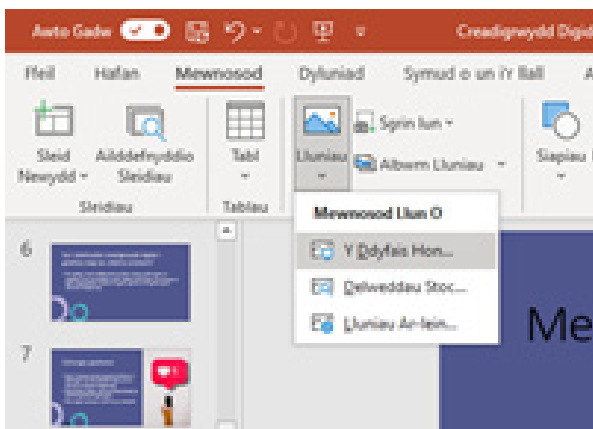 Awto Gadw
Creadigrwydd Digid
Ffeil Hafan Mewnosod Dyluniad Symud o un i'r llall A
Sleid Newydd
Ailddefnyddio Sleidiau
Tabl
Lluniau
Sgrin lun
Albwm Lluniau
Siapiau
Sleidiau
Tablau
Mewnosod Llun O
Y Ddyfais Hon...
Delweddau Stoc...
Lluniau Ar-lein...
6
7
Me